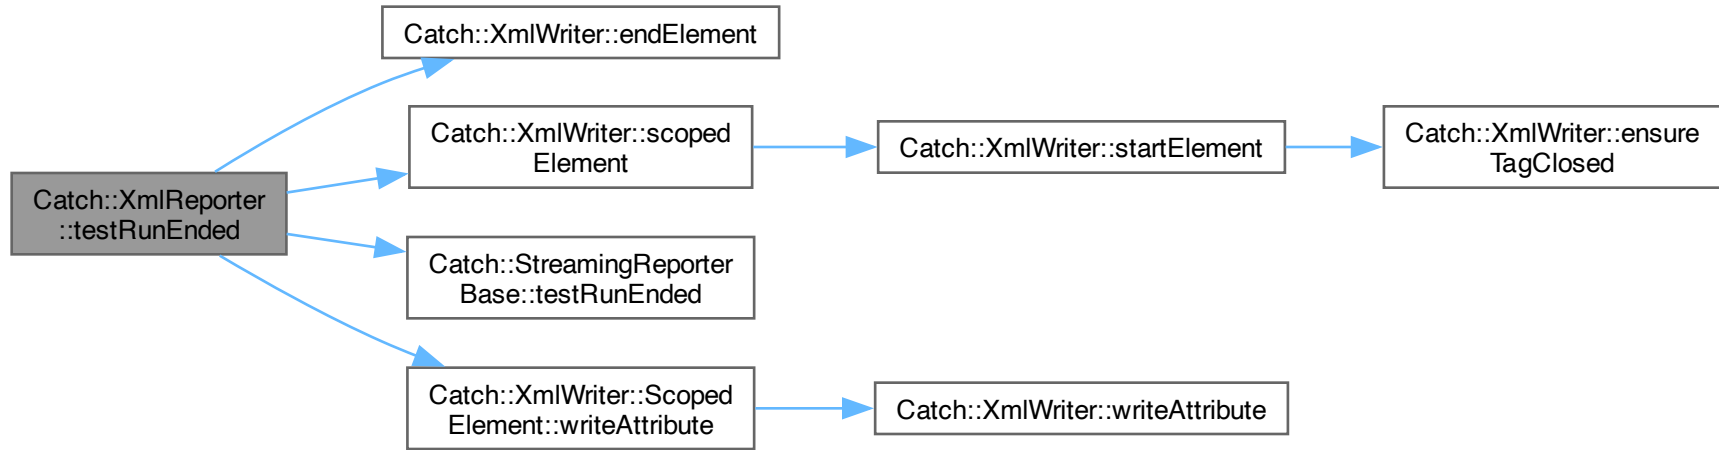 Catch::XmlWriter::endElement
Catch::XmlWriter::scoped
Element
Catch::XmlWriter::startElement
Catch::XmlWriter::ensure
TagClosed
Catch::XmlReporter
::testRunEnded
Catch::StreamingReporter
Base::testRunEnded
Catch::XmlWriter::Scoped
Element::writeAttribute
Catch::XmlWriter::writeAttribute